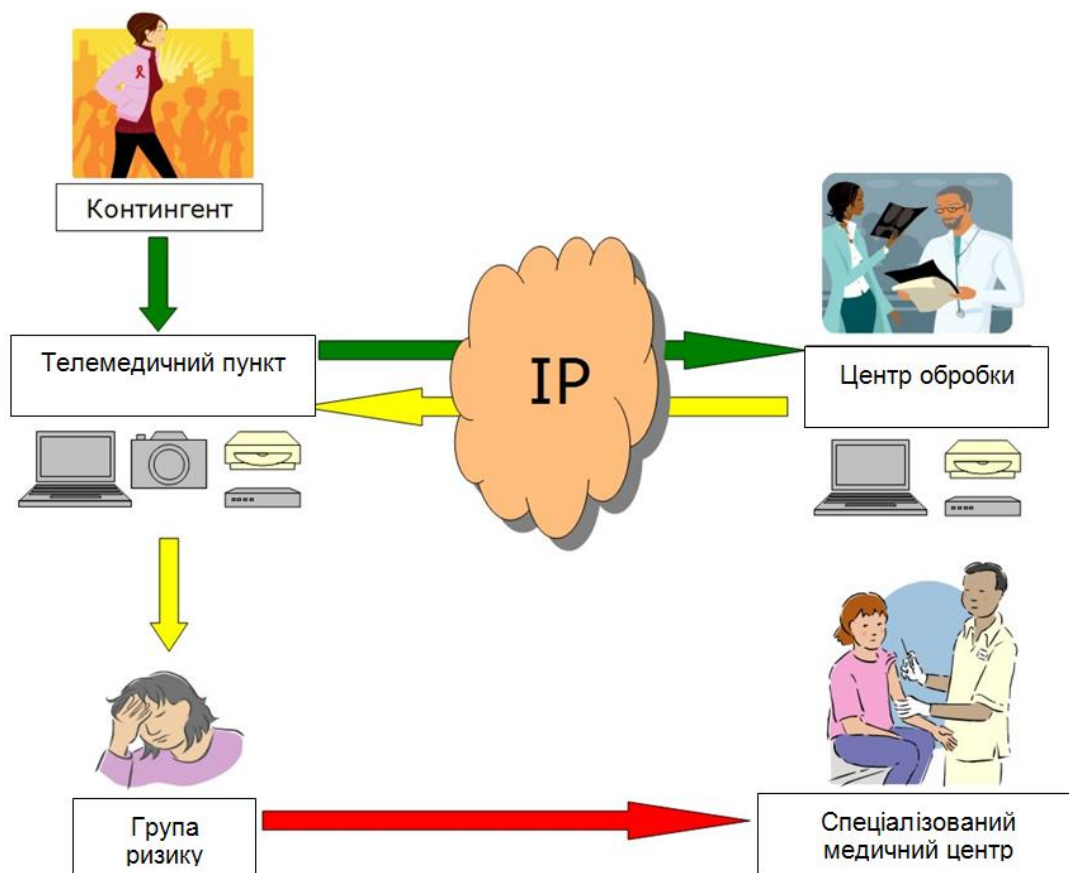 Контингент
Телемедичний пункт
IP
Центр обробки
Група
ризику
Спеціалізований
медичний центр